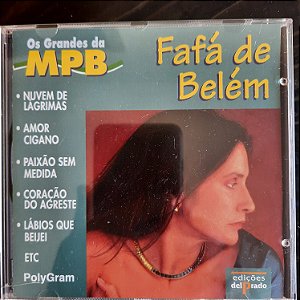 Os Grandes da
MPB
Fafá de
Belém
• NUVEM DE
LÁGRIMAS
• AMOR
CIGANO
• PAIXÃO SEM
MEDIDA
• CORAÇÃO
DO AGRESTE
• LÁBIOS QUE
BEIJEI
ETC
PolyGram
edições
del Prado